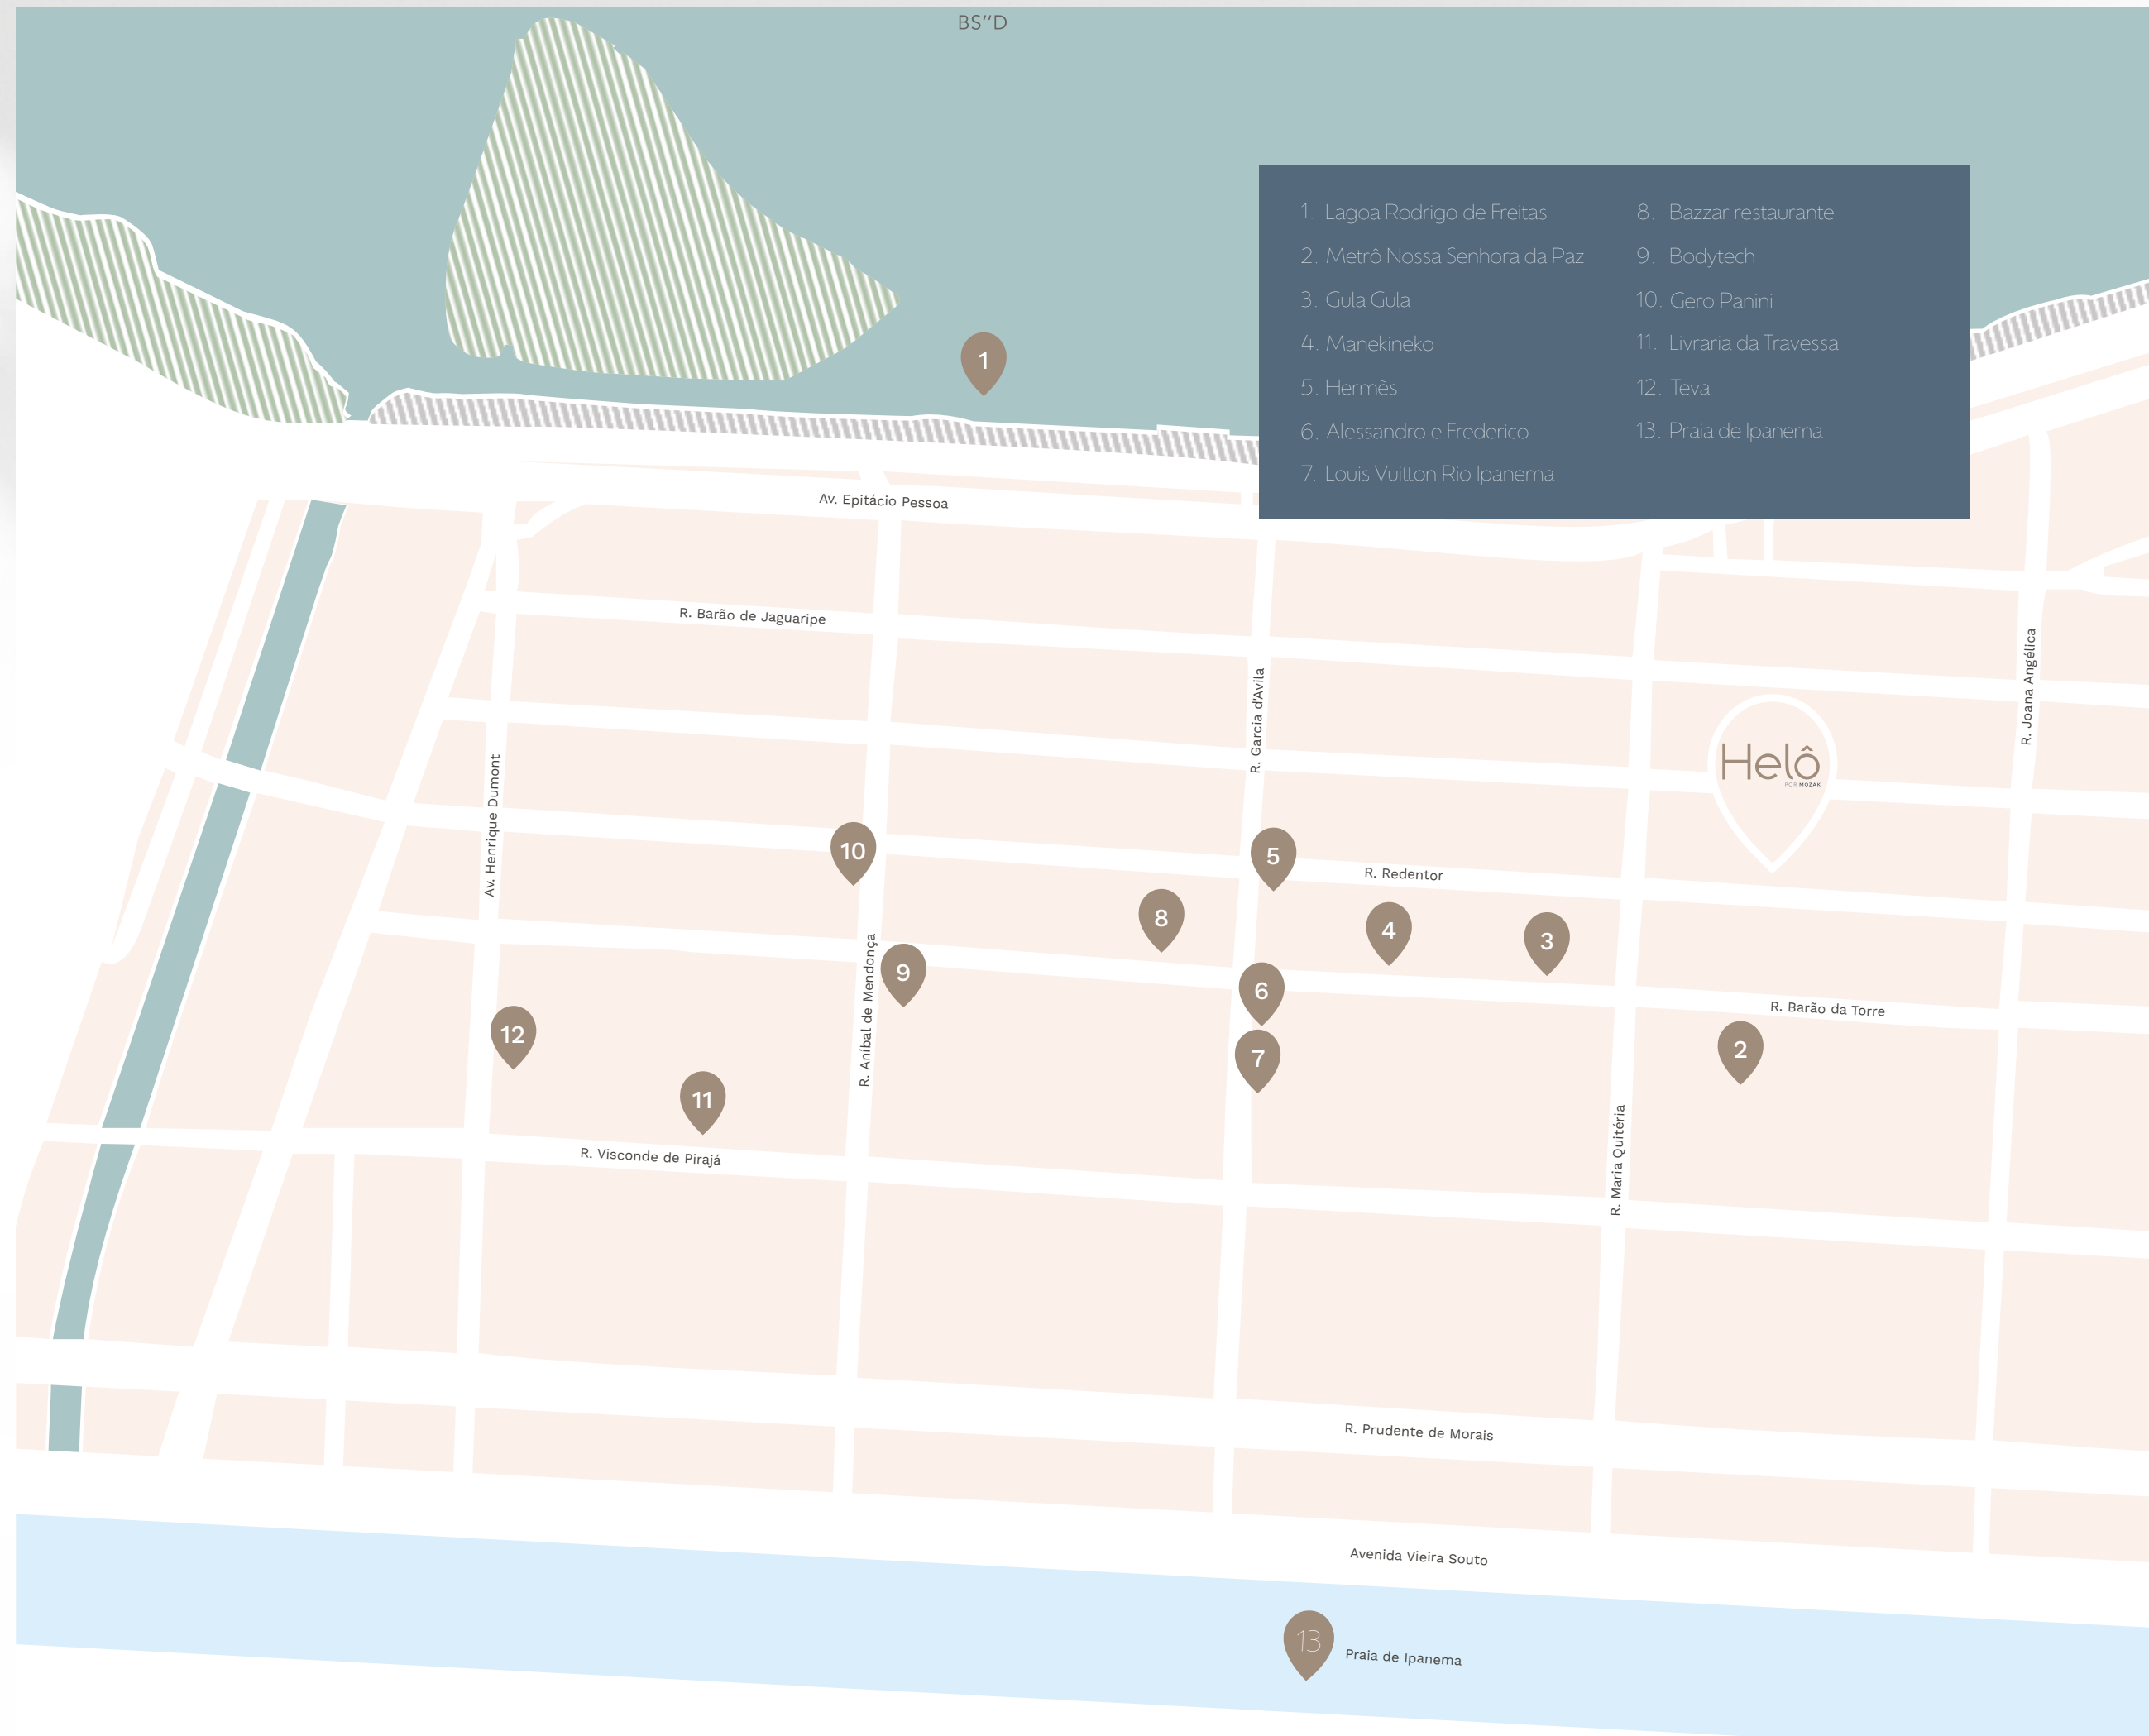 BS''D
1. Lagoa Rodrigo de Freitas
2. Metrô Nossa Senhora da Paz
3. Gula Gula
4. Manekineko
5. Hermès
6. Alessandro e Frederico
7. Louis Vuitton Rio Ipanema
8. Bazzar restaurante
9. Bodytech
10. Gero Panini
11. Livraria da Travessa
12. Teva
13. Praia de Ipanema
1
Av. Epitácio Pessoa
R. Barão de Jaguaripe
R. Garcia d'Avila
R. Joana Angélica
Helô
POR MOZAK
Av. Henrique Dumont
10
5
R. Redentor
8
4
3
R. Aníbal de Mendonça
9
6
R. Barão da Torre
12
7
2
11
R. Visconde de Pirajá
R. Maria Quitéria
R. Prudente de Morais
Avenida Vieira Souto
13
Praia de Ipanema